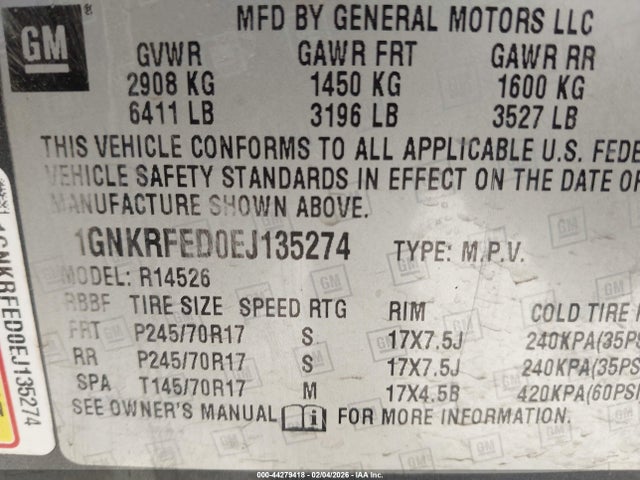 GM ®
MFD BY GENERAL MOTORS LLC
GVWR GAWR FRT GAWR RR
2908 KG 1450 KG 1600 KG
6411 LB 3196 LB 3527 LB
THIS VEHICLE CONFORMS TO ALL APPLICABLE U.S. FEDE
VEHICLE SAFETY STANDARDS IN EFFECT ON THE DATE OF
MANUFACTURE SHOWN ABOVE.
1GNKRFED0EJ135274 TYPE: M.P.V.
MODEL: R14526
RBBF TIRE SIZE SPEED RTG RIM COLD TIRE
FRT P245/70R17 S 17X7.5J 240KPA(35PS
RR P245/70R17 S 17X7.5J 240KPA(35PS
SPA T145/70R17 M 17X4.5B 420KPA(60PSI
SEE OWNER'S MANUAL i FOR MORE INFORMATION.
1GNKRFED0EJ135274
000-44279418 - 02/04/2026 - IAA Inc.